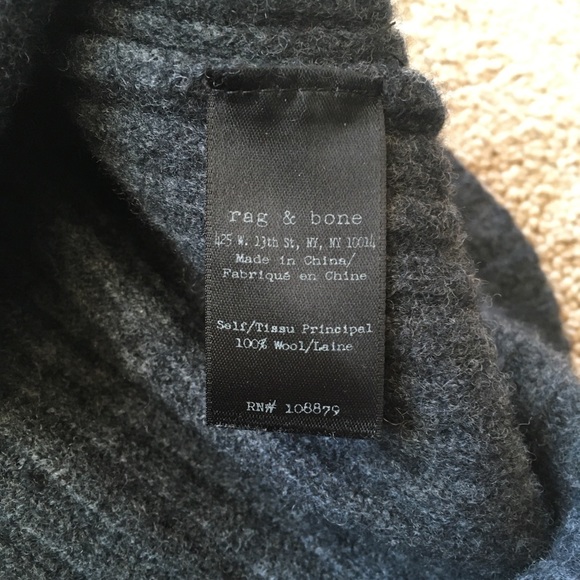 rag & bone
425 W. 13th St, NY, NY 10014
Made in China/
Fabriqué en Chine
Self/Tissu Principal
100% Wool/Laine
RN# 108879